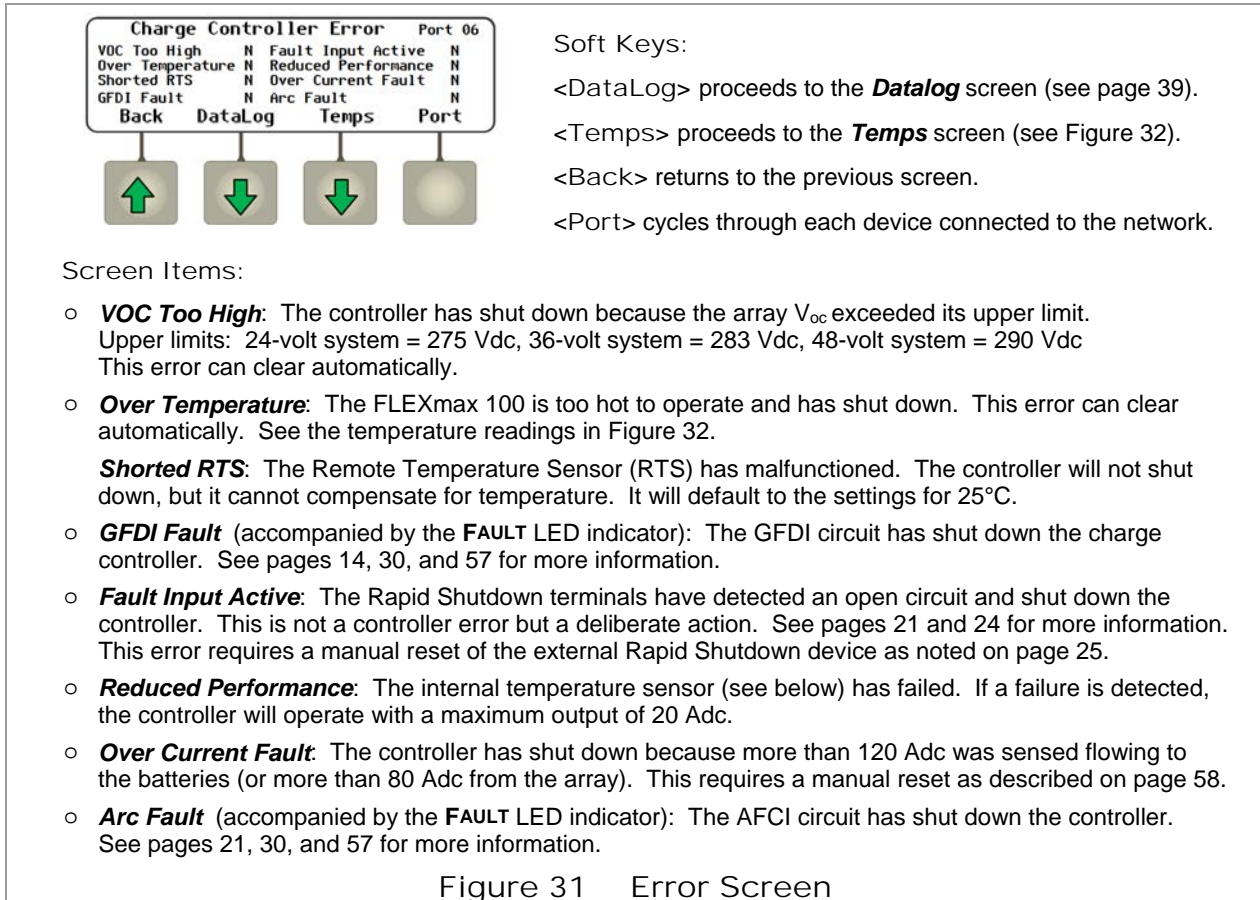 Charge Controller Error Port 06
VOC Too High N Fault Input Active N
Over Temperature N Reduced Performance N
Shorted RTS N Over Current Fault N
GFDI Fault N Arc Fault N
Back DataLog Temps Port
Soft Keys:
<DataLog> proceeds to the Datalog screen (see page 39).
<Temps> proceeds to the Temps screen (see Figure 32).
<Back> returns to the previous screen.
<Port> cycles through each device connected to the network.
Screen Items:
○ VOC Too High: The controller has shut down because the array Voc exceeded its upper limit.
Upper limits: 24-volt system = 275 Vdc, 36-volt system = 283 Vdc, 48-volt system = 290 Vdc
This error can clear automatically.
○ Over Temperature: The FLEXmax 100 is too hot to operate and has shut down. This error can clear
automatically. See the temperature readings in Figure 32.
Shorted RTS: The Remote Temperature Sensor (RTS) has malfunctioned. The controller will not shut
down, but it cannot compensate for temperature. It will default to the settings for 25°C.
○ GFDI Fault (accompanied by the FAULT LED indicator): The GFDI circuit has shut down the charge
controller. See pages 14, 30, and 57 for more information.
○ Fault Input Active: The Rapid Shutdown terminals have detected an open circuit and shut down the
controller. This is not a controller error but a deliberate action. See pages 21 and 24 for more information.
This error requires a manual reset of the external Rapid Shutdown device as noted on page 25.
○ Reduced Performance: The internal temperature sensor (see below) has failed. If a failure is detected,
the controller will operate with a maximum output of 20 Adc.
○ Over Current Fault: The controller has shut down because more than 120 Adc was sensed flowing to
the batteries (or more than 80 Adc from the array). This requires a manual reset as described on page 58.
○ Arc Fault (accompanied by the FAULT LED indicator): The AFCI circuit has shut down the controller.
See pages 21, 30, and 57 for more information.
Figure 31 Error Screen